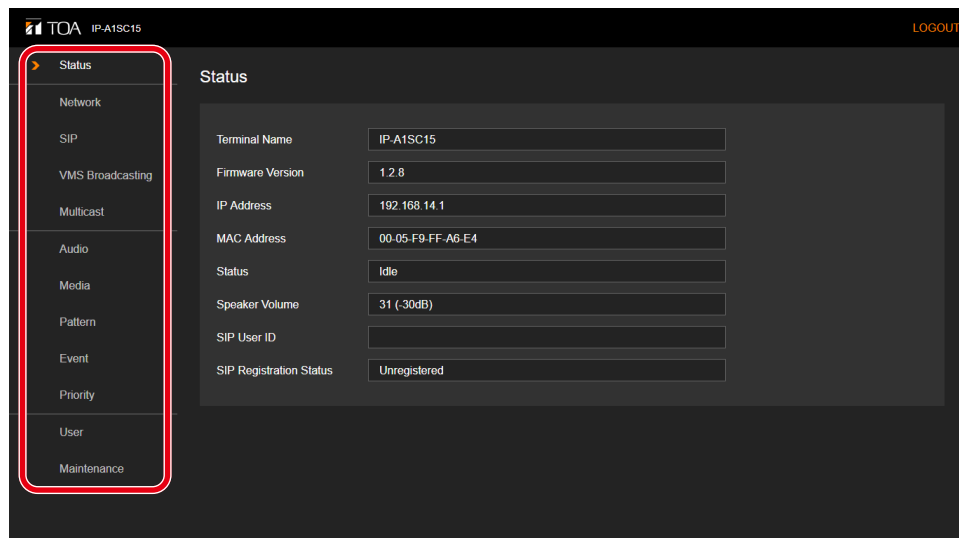 TOA IP-A1SC15
LOGOUT
Status
Network
SIP
VMS Broadcasting
Multicast
Audio
Media
Pattern
Event
Priority
User
Maintenance
Status
Terminal Name IP-A1SC15
Firmware Version 1.2.8
IP Address 192.168.14.1
MAC Address 00-05-F9-FF-A6-E4
Status Idle
Speaker Volume 31 (-30dB)
SIP User ID
SIP Registration Status Unregistered